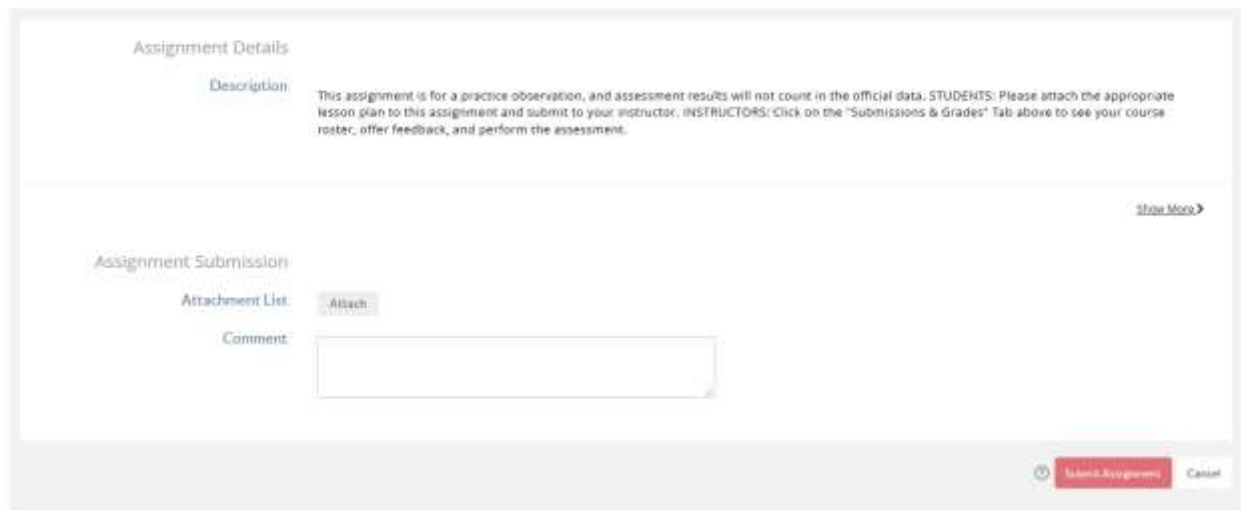 Assignment Details
Description
This assignment is for a practice observation, and assessment results will not count in the official data. STUDENTS: Please attach the appropriate
lesson plan to this assignment and submit to your instructor. INSTRUCTORS: Click on the "Submissions & Grades" Tab above to see your course
roster, offer feedback, and perform the assessment.
Show More
Assignment Submission
Attachment List
Attach
Comment
Submit Assignment
Cancel